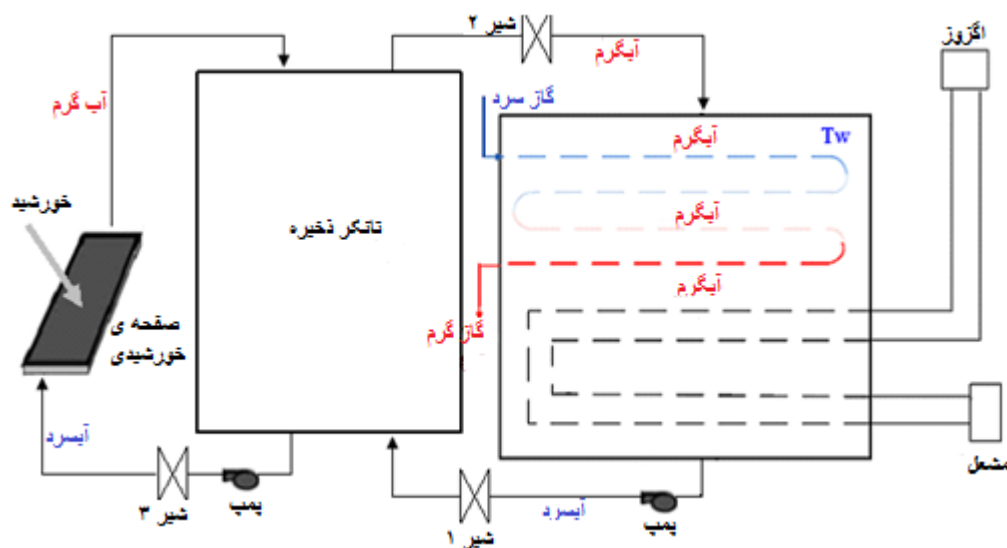 شیر ۲
آبگرم
اگزوز
آب گرم
گاز سرد
آبگرم
Tw
خورشید
تانکر ذخیره
آبگرم
صفحه ی
خورشیدی
آبگرم
گاز گرم
آبسرد
مشعل
پمپ
شیر ۳
آبسرد
پمپ
شیر ۱